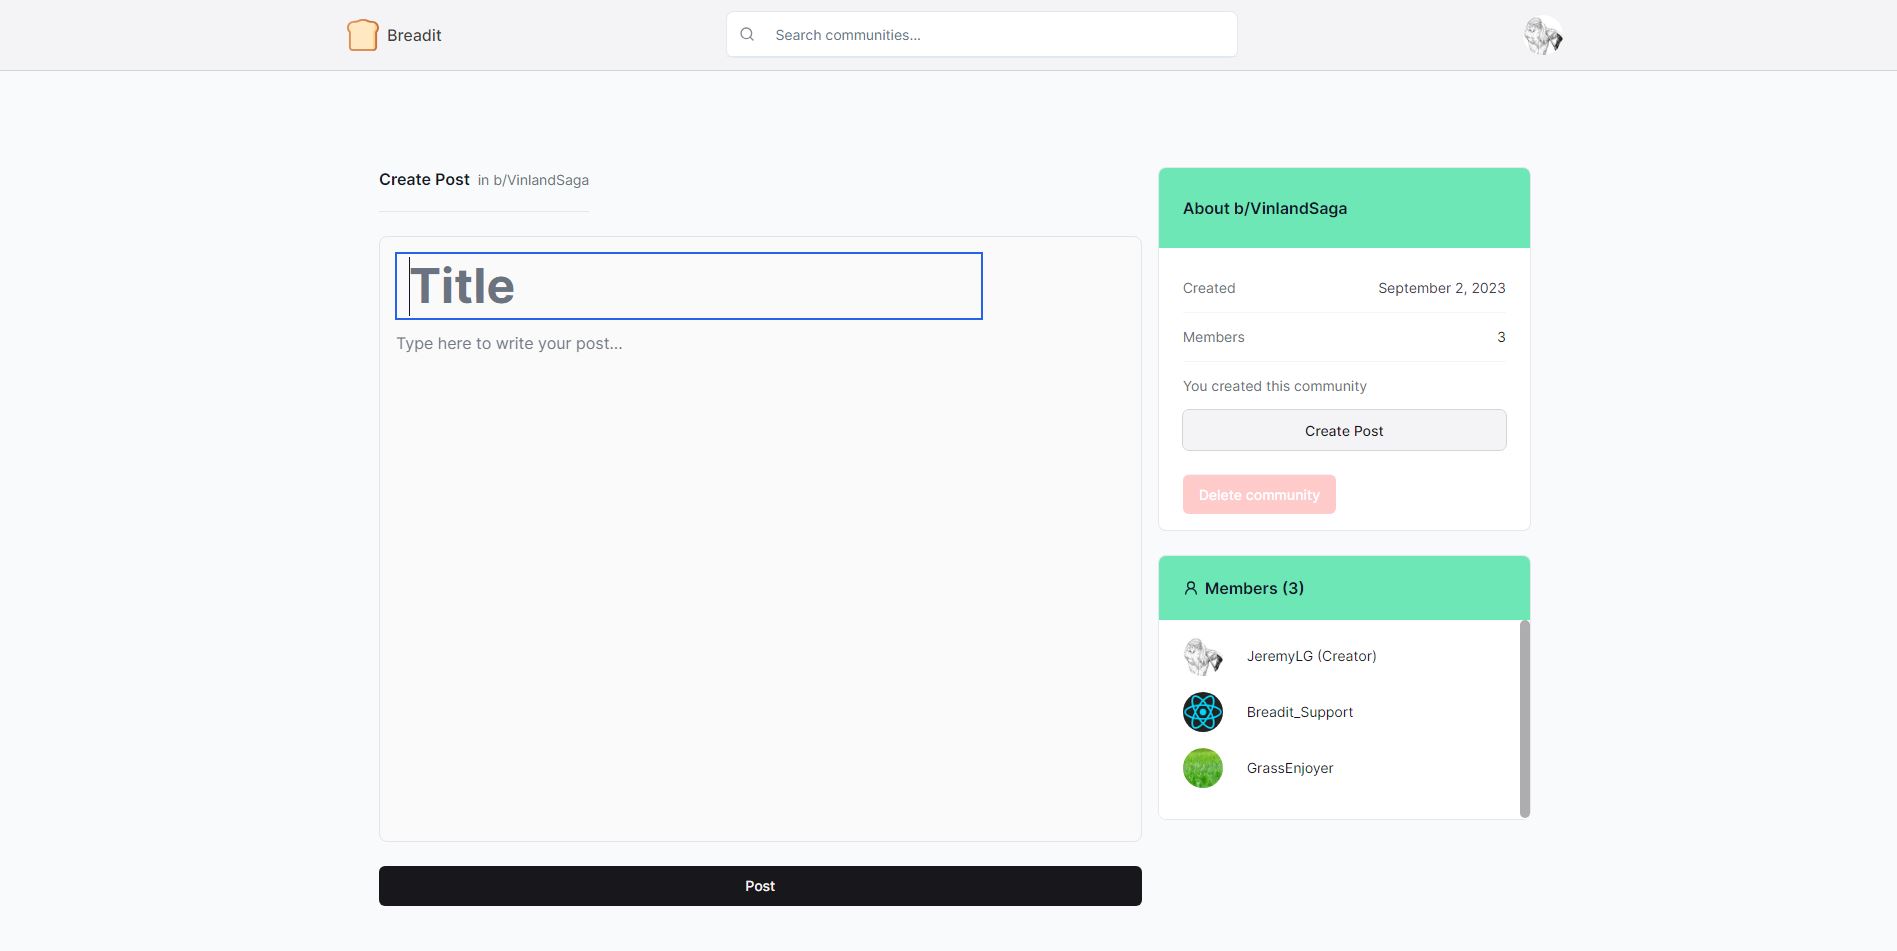 Breadit
Search communities...
Create Post in b/VinlandSaga
Title
Type here to write your post...
Post
About b/VinlandSaga
Created September 2, 2023
Members 3
You created this community
Create Post
Delete community
Members (3)
JeremyLG (Creator)
Breadit_Support
GrassEnjoyer